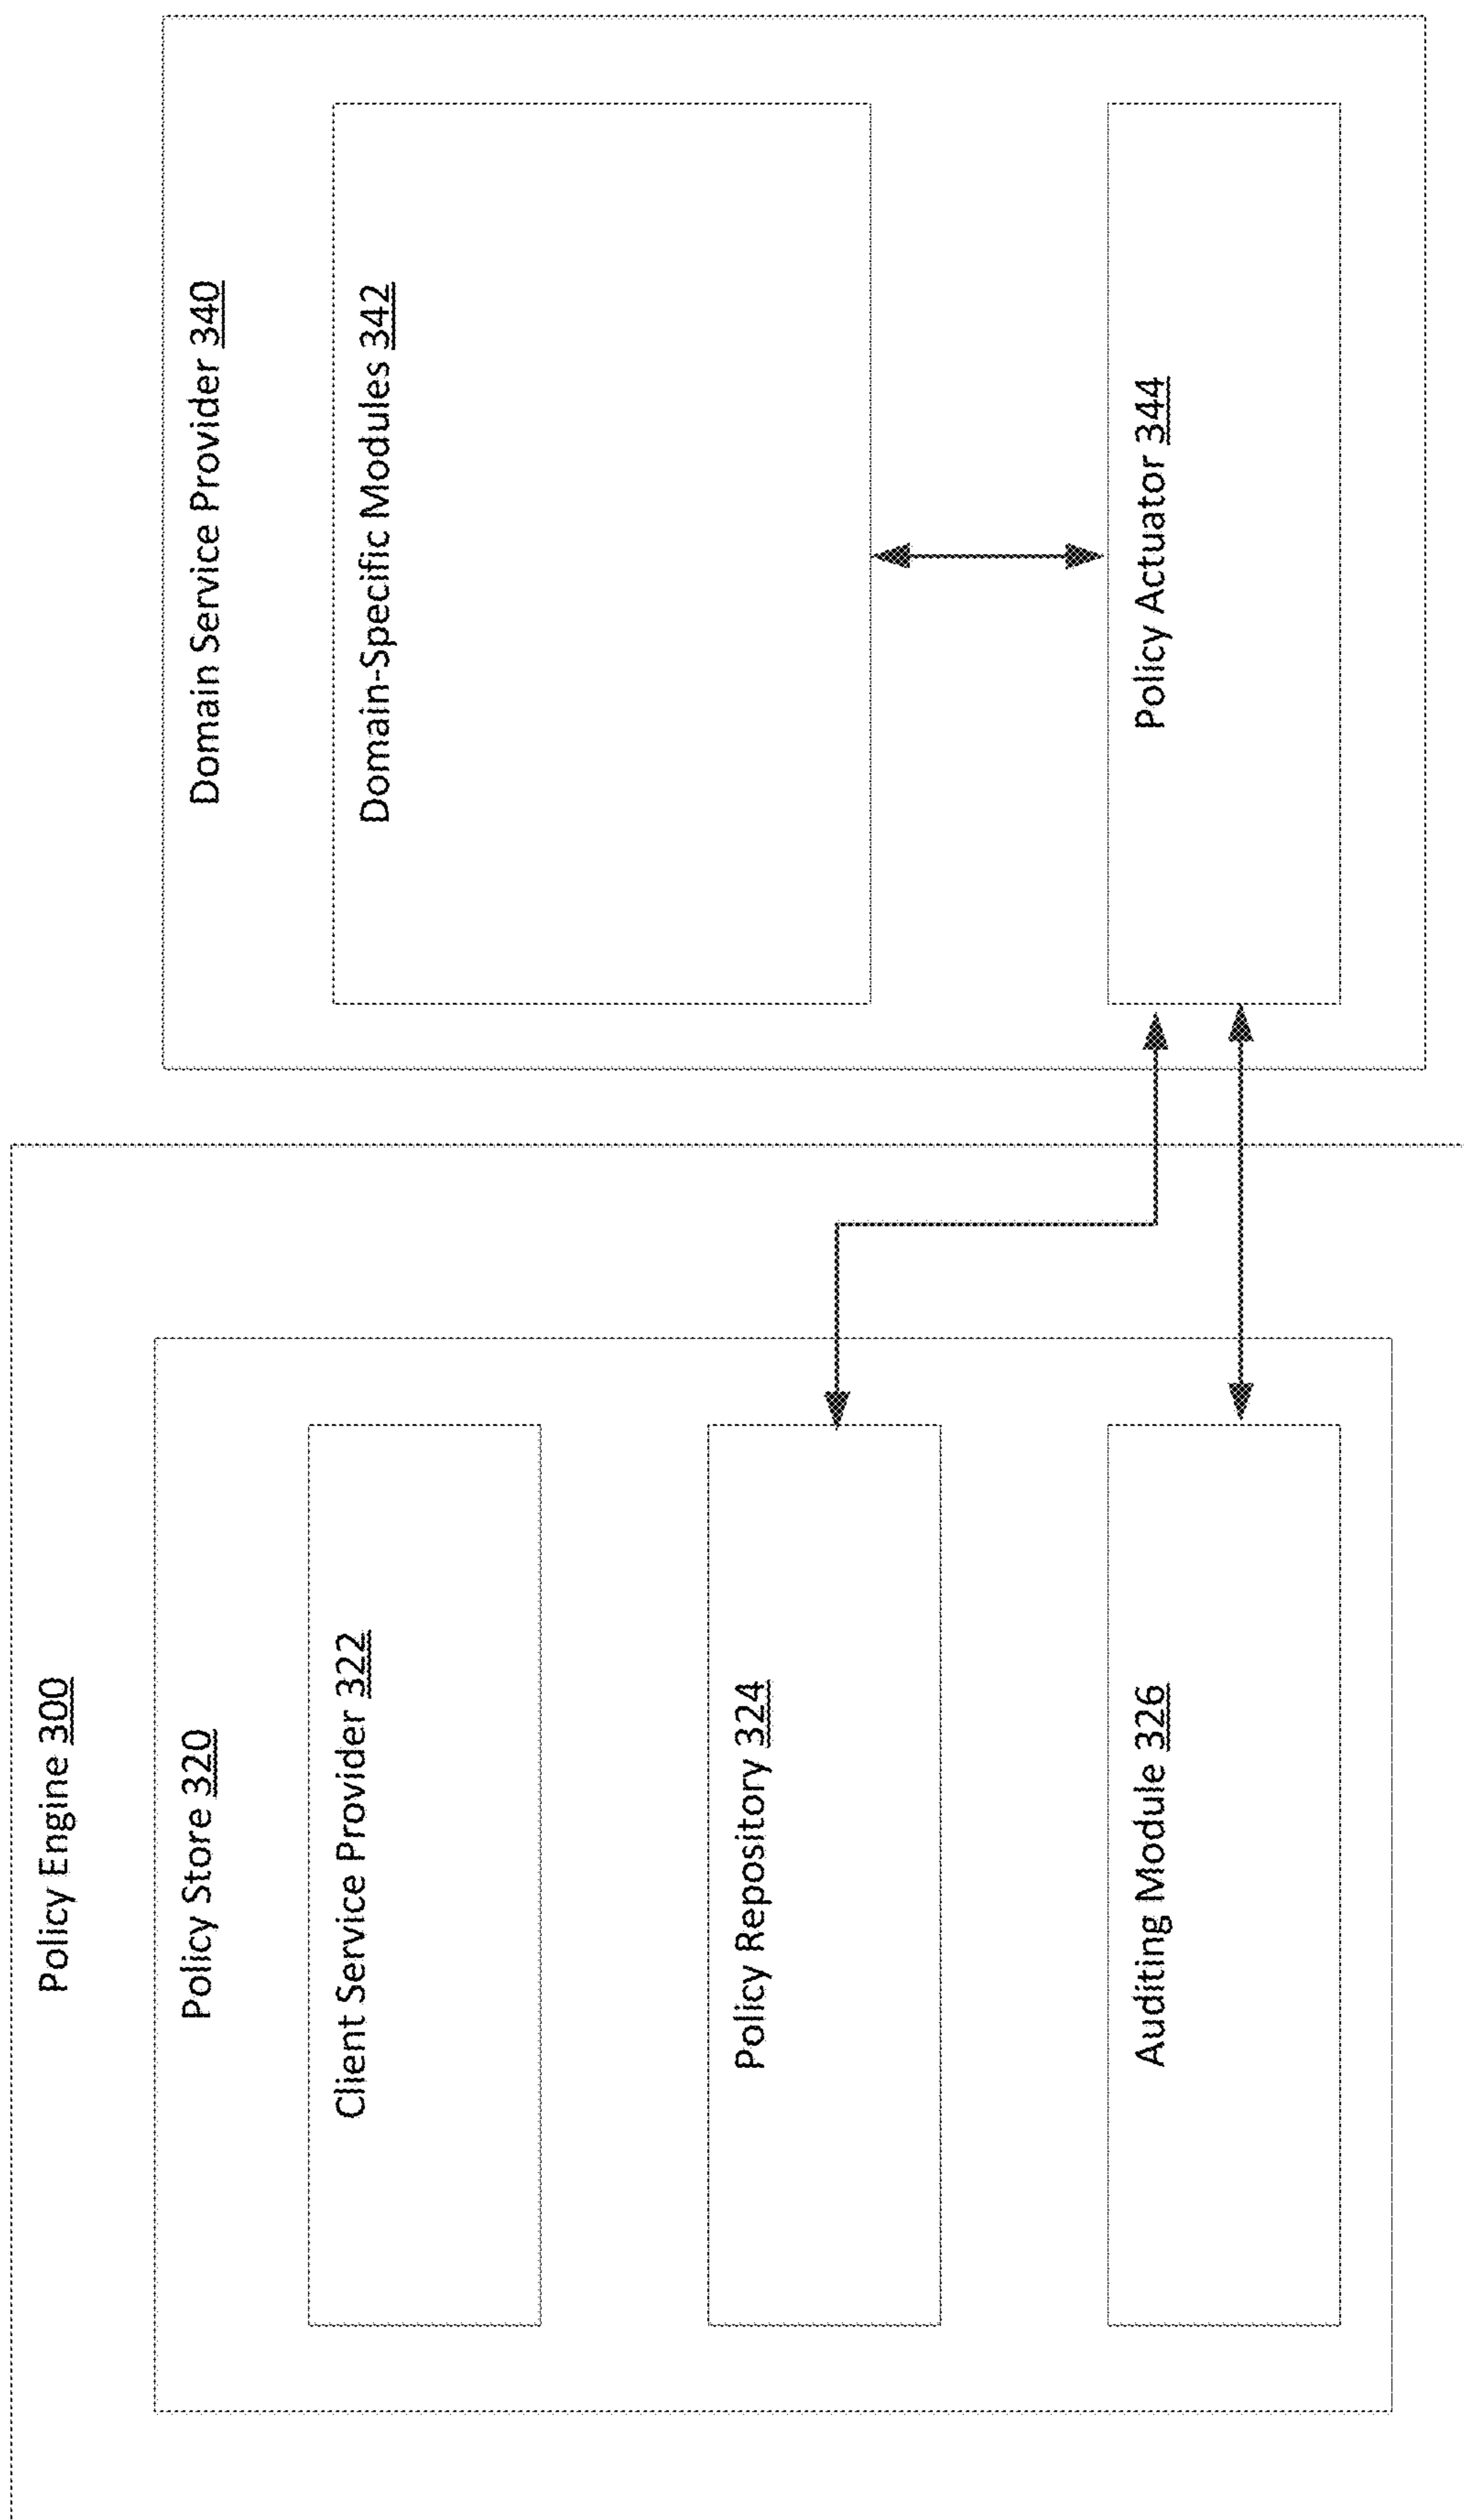 Policy Engine 300
Policy Store 320
Client Service Provider 322
Policy Repository 324
Auditing Module 326
Domain Service Provider 340
Domain-Specific Modules 342
Policy Actuator 344